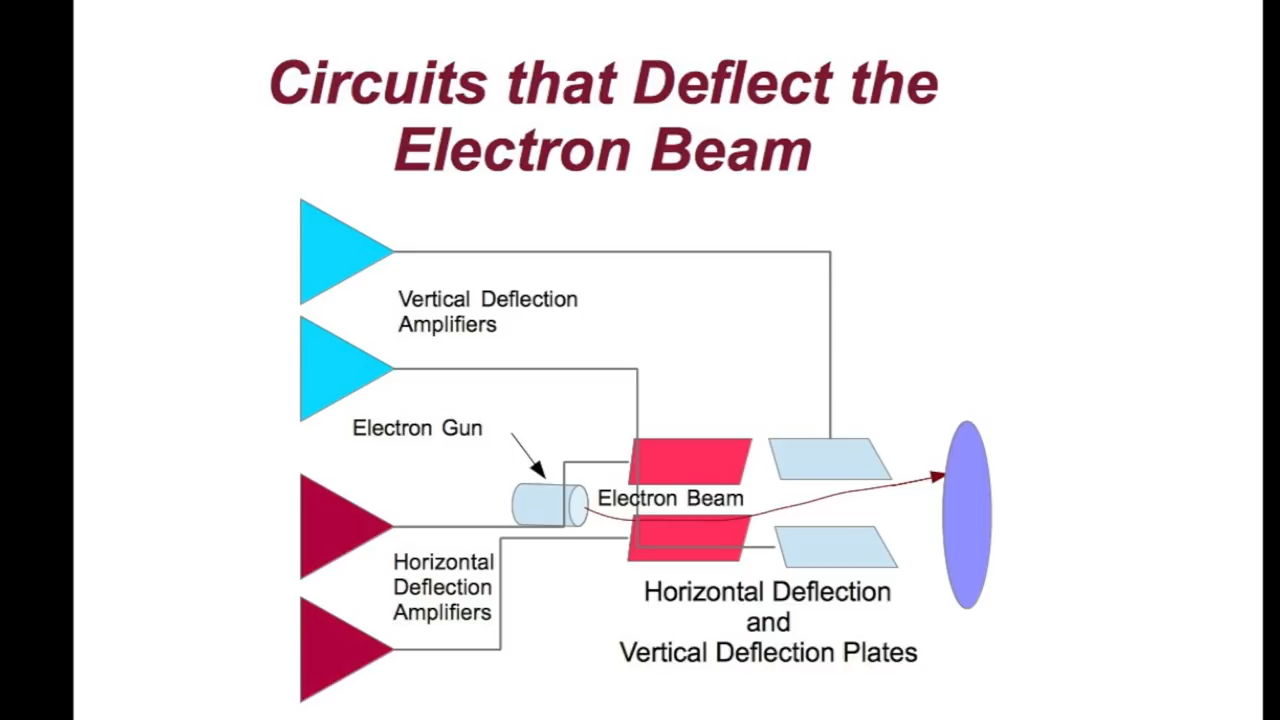 Circuits that Deflect the
Electron Beam
Vertical Deflection
Amplifiers
Electron Gun
Electron Beam
Horizontal
Deflection
Amplifiers
Horizontal Deflection
and
Vertical Deflection Plates